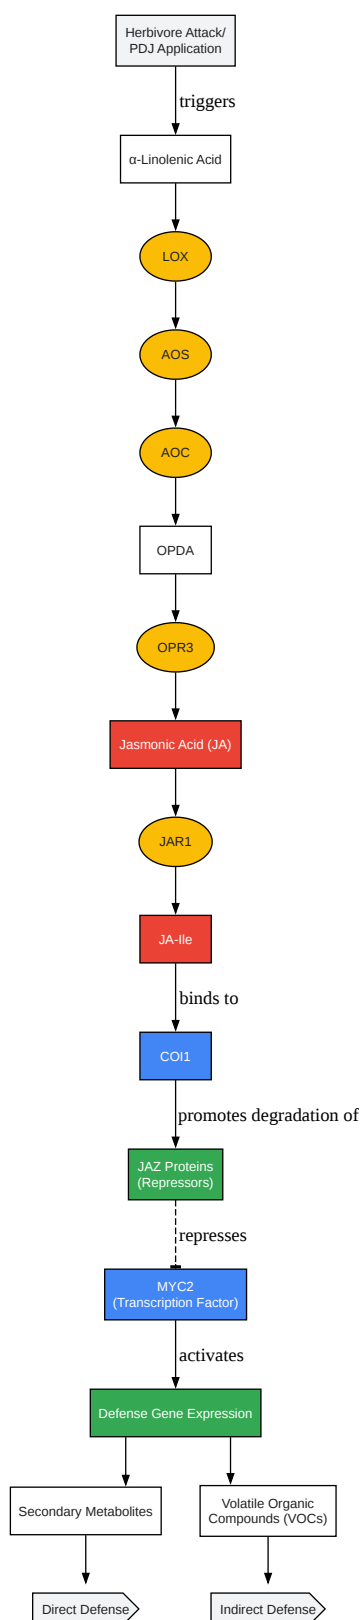 Herbivore Attack/
PDJ Application
triggers
α-Linolenic Acid
LOX
AOS
AOC
OPDA
OPR3
Jasmonic Acid (JA)
JAR1
JA-Ile
binds to
COI1
promotes degradation of
JAZ Proteins
(Repressors)
represses
MYC2
(Transcription Factor)
activates
Defense Gene Expression
Secondary Metabolites
Volatile Organic
Compounds (VOCs)
Direct Defense
Indirect Defense